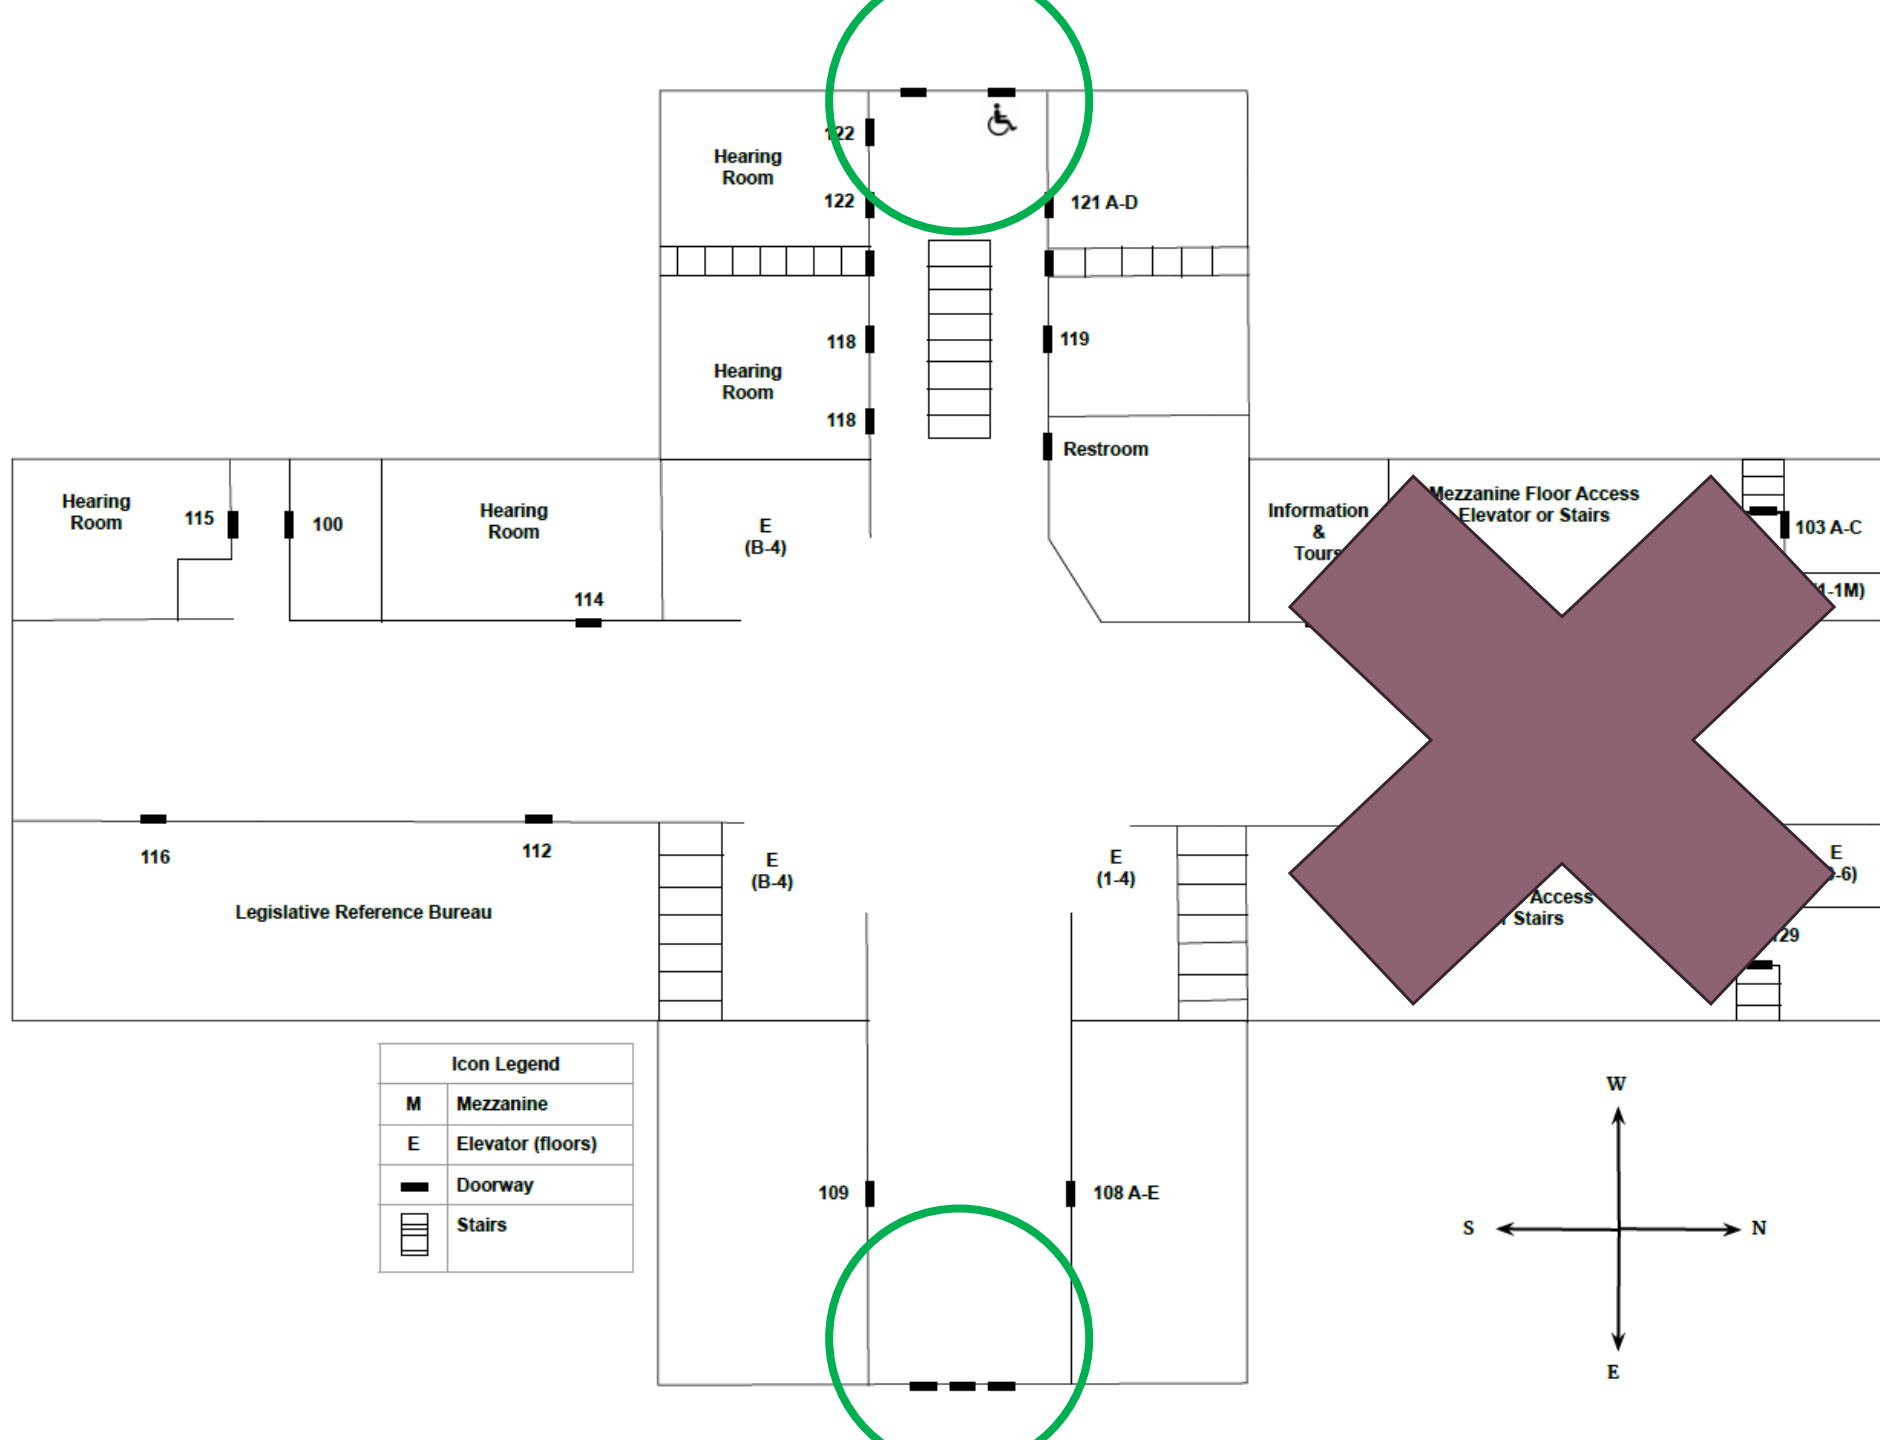 122
Hearing
Room
122
121 A-D
118
119
Hearing
Room
118
Restroom
Hearing
Room
115
100
Hearing
Room
E
(B-4)
Information
&
Tours
Mezzanine Floor Access
Elevator or Stairs
103 A-C
114
116
112
E
(B-4)
E
(1-4)
E
Access
Stairs
Legislative Reference Bureau
109
108 A-E
Icon Legend
M Mezzanine
E Elevator (floors)
Doorway
Stairs
W
S
N
E